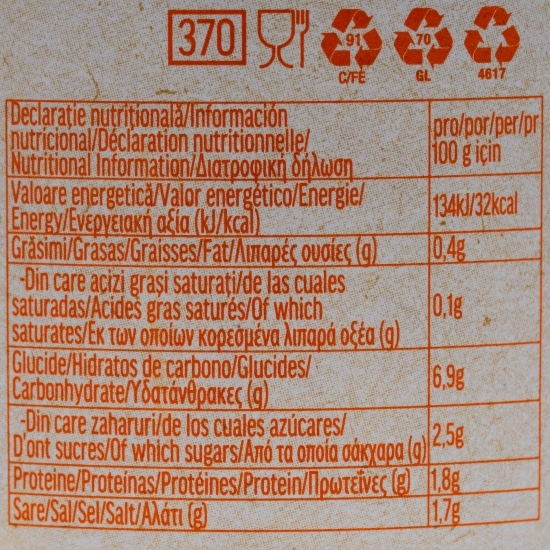 370
91
C/FE
70
GL
4617
Declarație nutrițională/Información
nutricional/Déclaration nutritionnelle/
Nutritional Information/Διατροφική δήλωση
pro/por/per/pr
100 g için
Valoare energetică/Valor energético/Energie/
Energy/Ενεργειακή αξία (kJ/kcal)
134kJ/32kcal
Grăsimi/Grasas/Graisses/Fat/Λιπαρές ουσίες (g)
0,4g
-Din care acizi grași saturați/de las cuales
saturadas/Acides gras saturés/Of which
saturates/Εκ των οποίων κορεσμένα λιπαρά οξέα (g)
0,1g
Glucide/Hidratos de carbono/Glucides/
Carbonhydrate/Υδατάνθρακες (g)
6,9g
-Din care zaharuri/de los cuales azúcares/
D'ont sucres/Of which sugars/Από τα οποία σάκχαρα (g)
2,5g
Proteine/Proteínas/Protéines/Protein/Πρωτεΐνες (g)
1,8g
Sare/Sal/Sel/Salt/Αλάτι (g)
1,7g